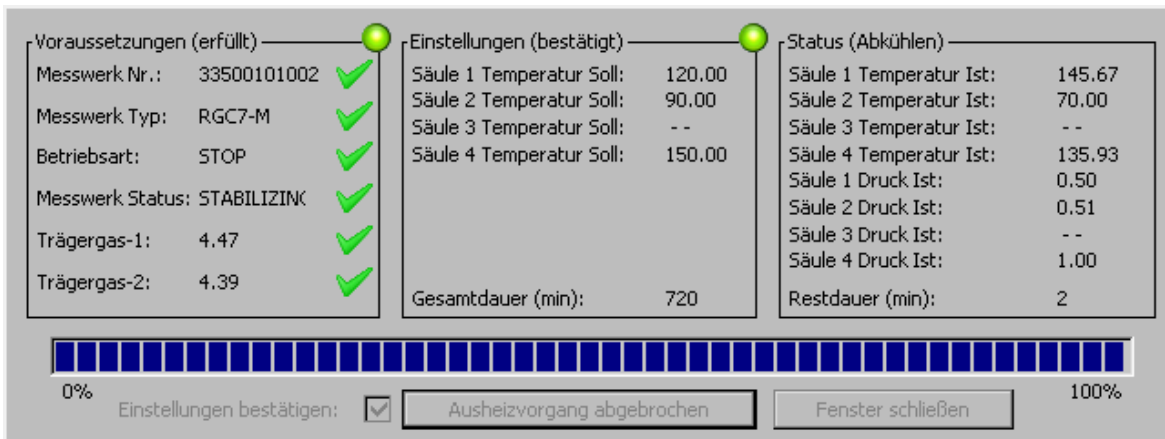 Voraussetzungen (erfüllt)
Messwerk Nr.: 33500101002
Messwerk Typ: RGC7-M
Betriebsart: STOP
Messwerk Status: STABILIZIN(
Trägergas-1: 4.47
Trägergas-2: 4.39
Einstellungen (bestätigt)
Säule 1 Temperatur Soll: 120.00
Säule 2 Temperatur Soll: 90.00
Säule 3 Temperatur Soll: - -
Säule 4 Temperatur Soll: 150.00
Gesamtdauer (min): 720
Status (Abkühlen)
Säule 1 Temperatur Ist: 145.67
Säule 2 Temperatur Ist: 70.00
Säule 3 Temperatur Ist: - -
Säule 4 Temperatur Ist: 135.93
Säule 1 Druck Ist: 0.50
Säule 2 Druck Ist: 0.51
Säule 3 Druck Ist: - -
Säule 4 Druck Ist: 1.00
Restdauer (min): 2
0% 100%
Einstellungen bestätigen: Ausheizvorgang abgebrochen Fenster schließen